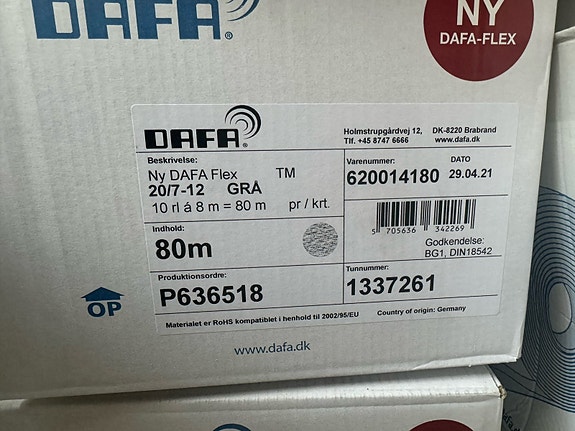 DAFA®
NY
DAFA-FLEX
DAFA®
Holmstrupgårdvej 12, DK-8220 Brabrand
Tlf. +45 8747 6666 www.dafa.dk
Beskrivelse:
Ny DAFA Flex TM
20/7-12 GRÅ
10 rl á 8 m = 80 m pr / krt.
Varenummer: DATO
620014180 29.04.21
5 705636 342269
Godkendelse:
BG1, DIN18542
Indhold:
80m
Produktionsordre:
P636518
Tunnummer:
1337261
Materialet er RoHS kompatiblet i henhold til 2002/95/EU
Country of origin: Germany
OP
www.dafa.dk